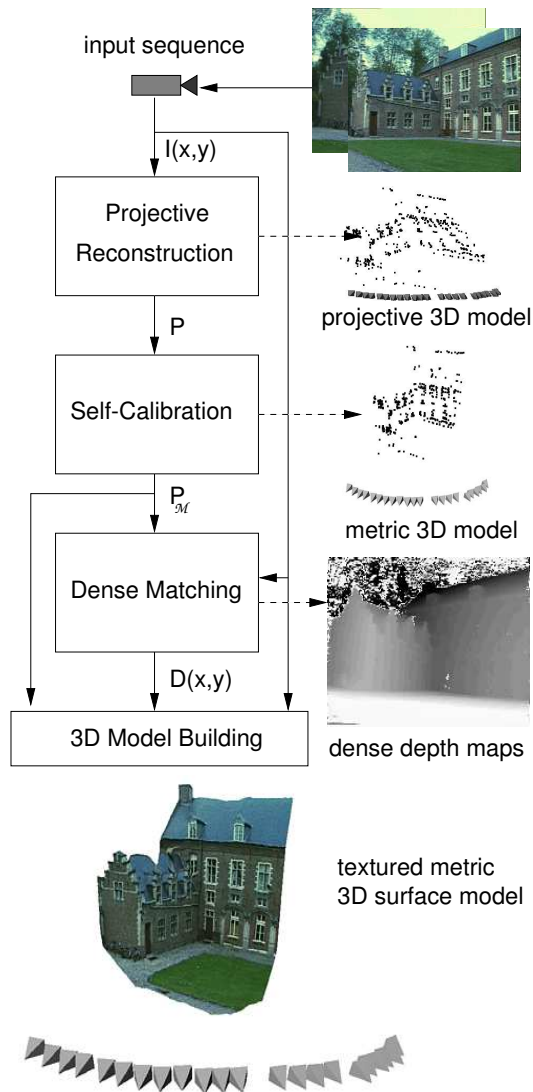 input sequence
I(x,y)
Projective
Reconstruction
projective 3D model
P
Self-Calibration
metric 3D model
P_M
Dense Matching
dense depth maps
D(x,y)
3D Model Building
textured metric
3D surface model